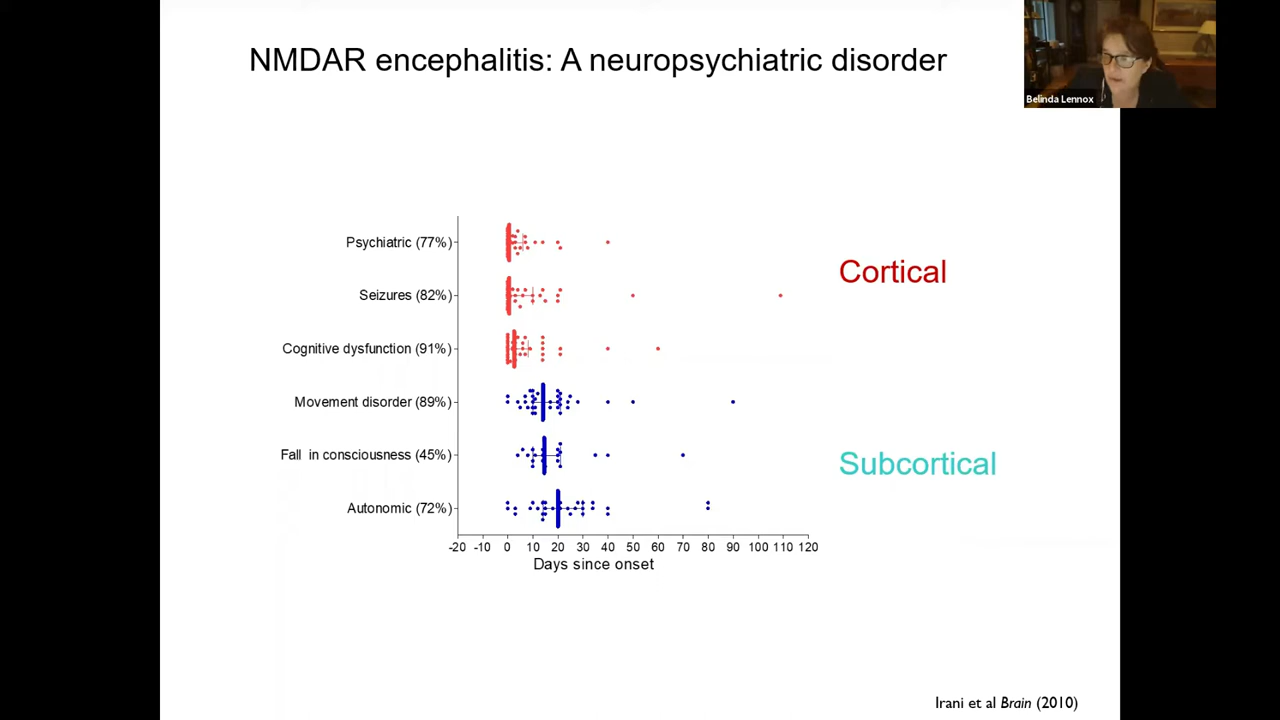 NMDAR encephalitis: A neuropsychiatric disorder
Belinda Lennox
Psychiatric (77%)
Seizures (82%)
Cognitive dysfunction (91%)
Movement disorder (89%)
Fall in consciousness (45%)
Autonomic (72%)
Cortical
Subcortical
-20 -10 0 10 20 30 40 50 60 70 80 90 100 110 120
Days since onset
Irani et al Brain (2010)